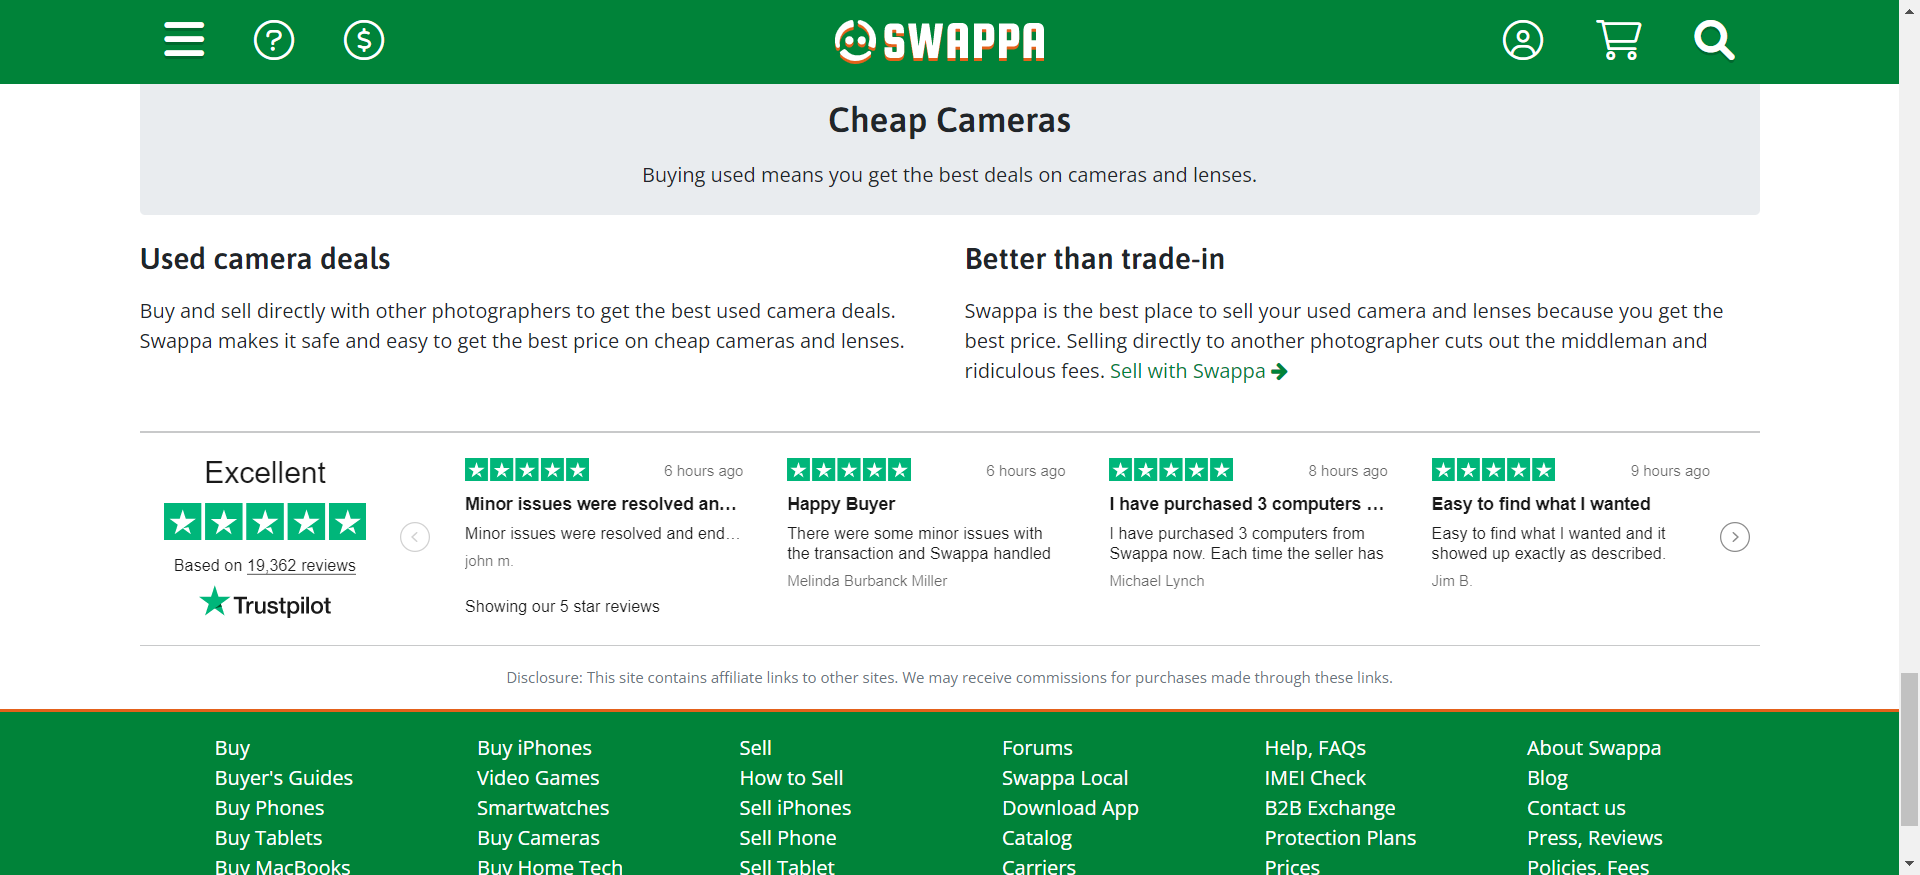 SWAPPA
Cheap Cameras
Buying used means you get the best deals on cameras and lenses.
Used camera deals
Buy and sell directly with other photographers to get the best used camera deals.
Swappa makes it safe and easy to get the best price on cheap cameras and lenses.
Better than trade-in
Swappa is the best place to sell your used camera and lenses because you get the
best price. Selling directly to another photographer cuts out the middleman and
ridiculous fees. Sell with Swappa
Excellent
Based on 19,362 reviews
Trustpilot
6 hours ago
Minor issues were resolved an...
Minor issues were resolved and end...
john m.
Showing our 5 star reviews
6 hours ago
Happy Buyer
There were some minor issues with
the transaction and Swappa handled
Melinda Burbanck Miller
8 hours ago
I have purchased 3 computers ...
I have purchased 3 computers from
Swappa now. Each time the seller has
Michael Lynch
9 hours ago
Easy to find what I wanted
Easy to find what I wanted and it
showed up exactly as described.
Jim B.
Disclosure: This site contains affiliate links to other sites. We may receive commissions for purchases made through these links.
Buy
Buyer's Guides
Buy Phones
Buy Tablets
Buy MacBooks
Buy iPhones
Video Games
Smartwatches
Buy Cameras
Buy Home Tech
Sell
How to Sell
Sell iPhones
Sell Phone
Sell Tablet
Forums
Swappa Local
Download App
Catalog
Carriers
Help, FAQs
IMEI Check
B2B Exchange
Protection Plans
Prices
About Swappa
Blog
Contact us
Press, Reviews
Policies, Fees